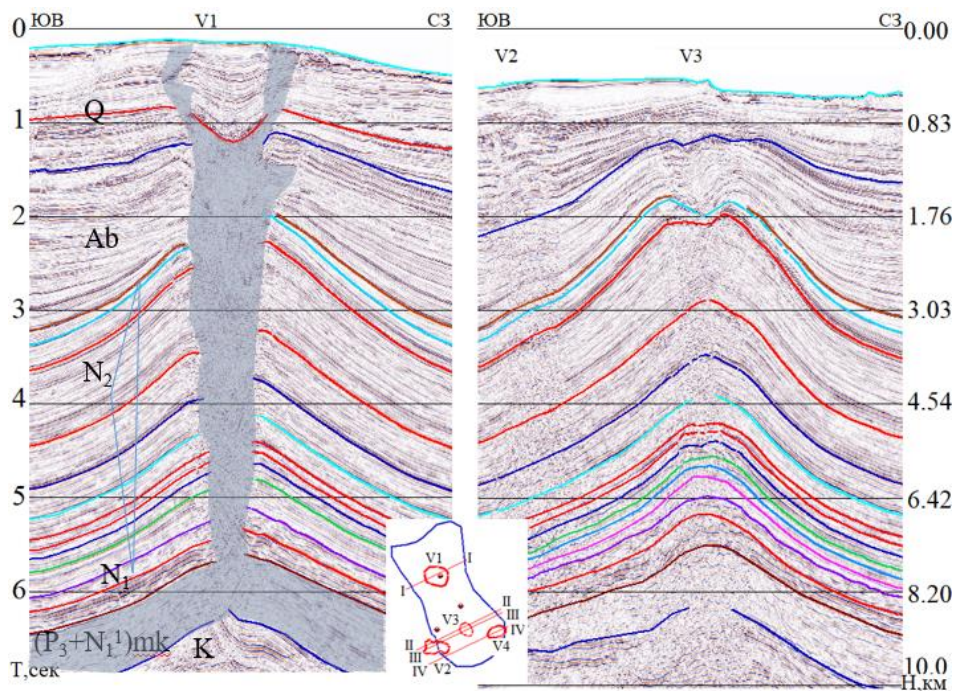 0 ЮВ V1 СЗ
ЮВ СЗ 0.00
V2 V3
Q
1 0.83
2 1.76
Ab
3 3.03
N₂
4 4.54
5 6.42
N₁
6 8.20
(P₃+N₁¹)mk
K
Т,сек
10.0
Н,км
V1 I
I
II
V3 III
II IV
III V4
IV V2